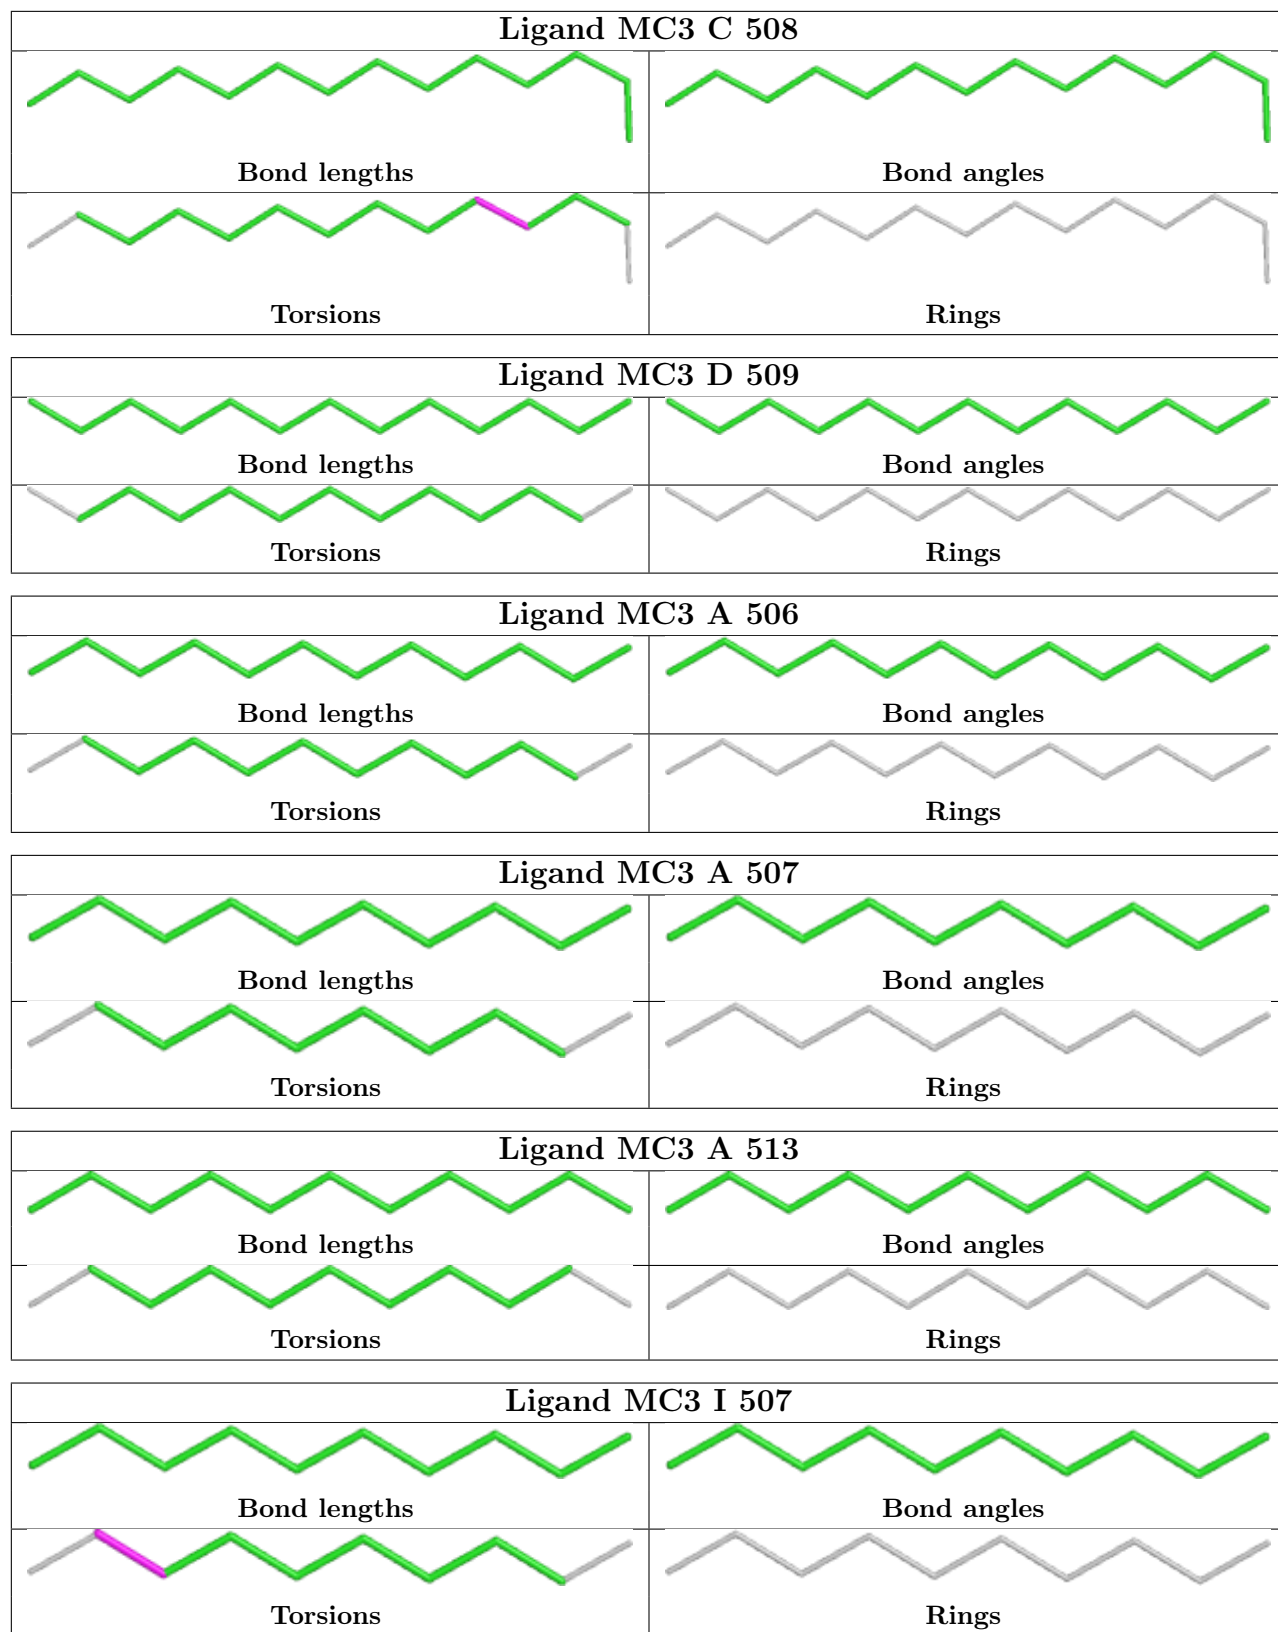 Ligand MC3 C 508
Bond lengths Bond angles
Torsions Rings
Ligand MC3 D 509
Bond lengths Bond angles
Torsions Rings
Ligand MC3 A 506
Bond lengths Bond angles
Torsions Rings
Ligand MC3 A 507
Bond lengths Bond angles
Torsions Rings
Ligand MC3 A 513
Bond lengths Bond angles
Torsions Rings
Ligand MC3 I 507
Bond lengths Bond angles
Torsions Rings